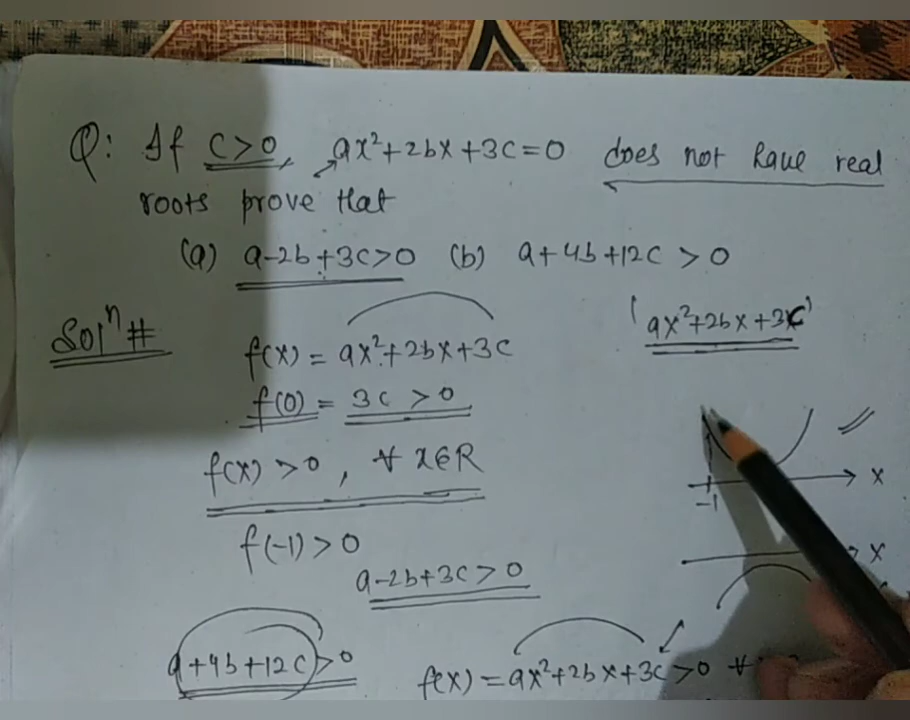 Q: If c>0, ax²+2bx+3c=0 does not have real
roots prove that
(a) a-2b+3c>0 (b) a+4b+12c >0
Solⁿ#
f(x) = ax²+2bx+3c
'ax²+2bx+3c'
f(0) = 3c >0
f(x) >0, ∀ x∈R
x
-1
f(-1) >0
x
a-2b+3c>0
a+4b+12c>0
f(x) = ax²+2bx+3c >0 ∀